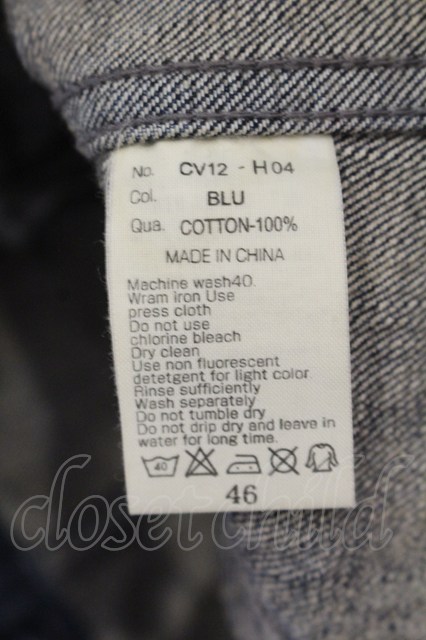 No. CV12 - H04
Col. BLU
Qua. COTTON-100%
MADE IN CHINA
Machine wash40.
Wram iron Use
press cloth
Do not use
chlorine bleach
Dry clean
Use non fluorescent
detetgent for light color.
Rinse sufficiently
Wash separately
Do not tumble dry
Do not drip dry and leave in
water for long time.
40
46
closet child